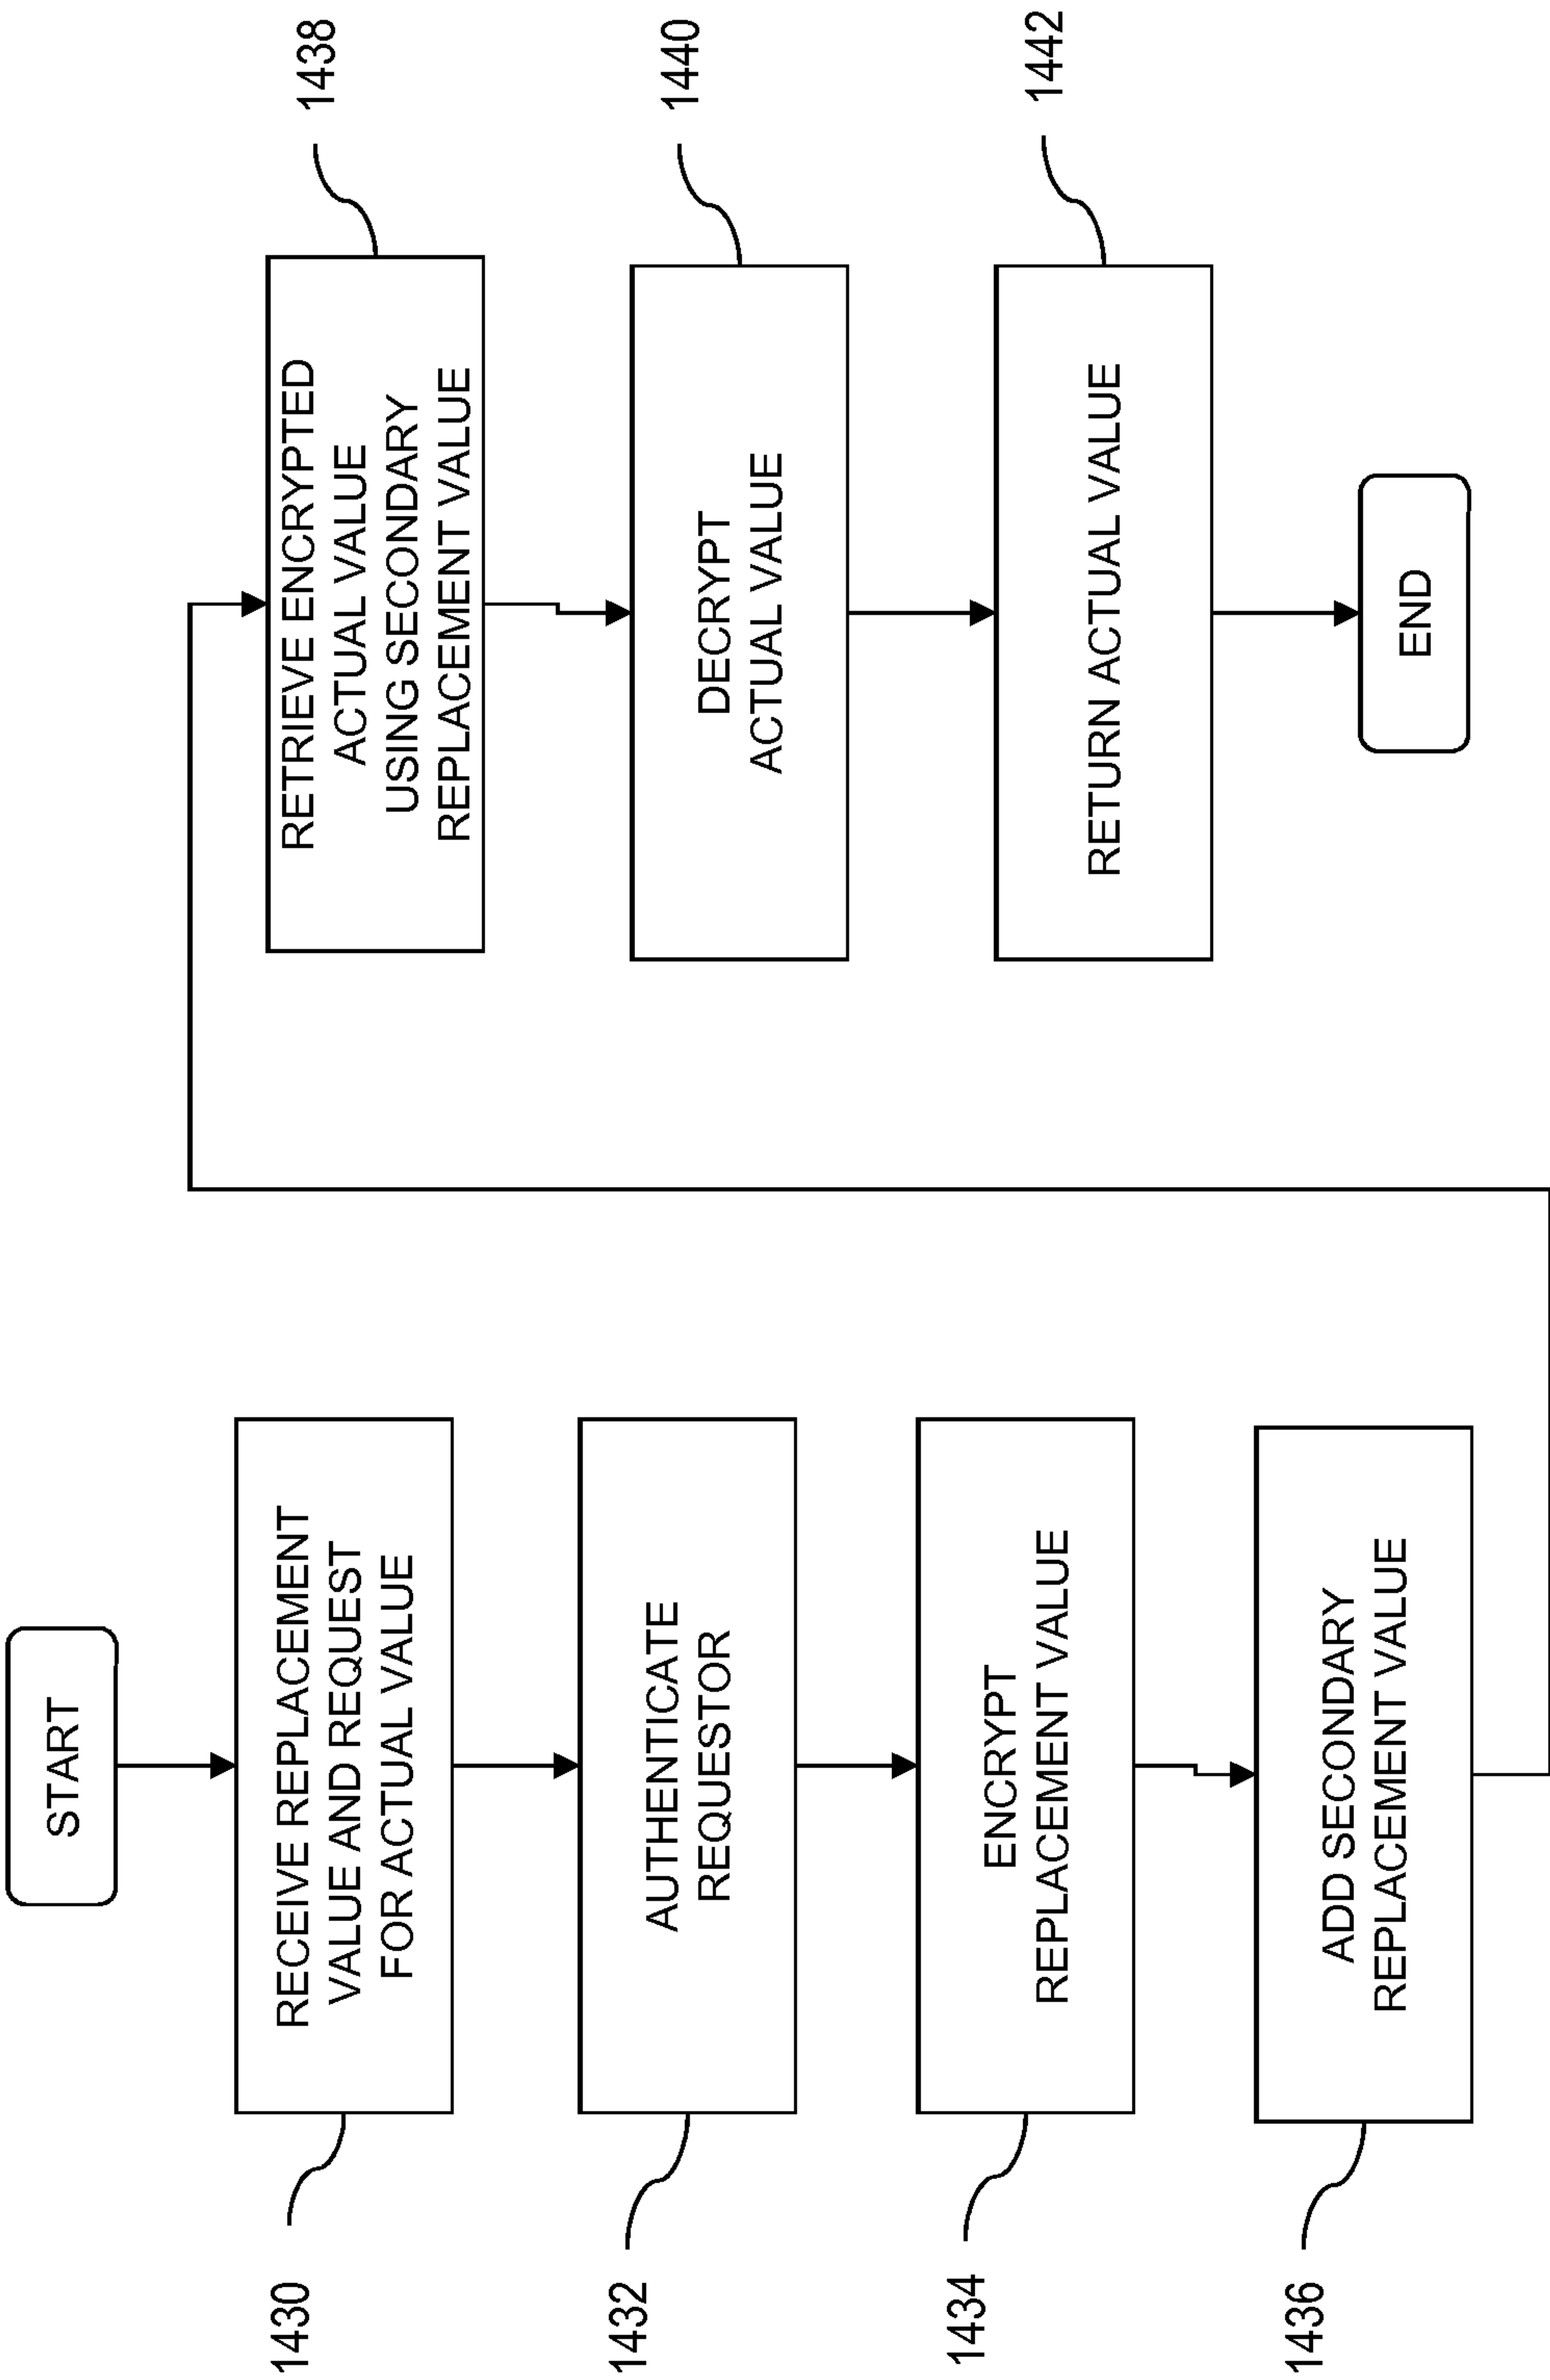 START
RECEIVE REPLACEMENT
VALUE AND REQUEST
FOR ACTUAL VALUE
1430
AUTHENTICATE
REQUESTOR
1432
ENCRYPT
REPLACEMENT VALUE
1434
ADD SECONDARY
REPLACEMENT VALUE
1436
RETRIEVE ENCRYPTED
ACTUAL VALUE
USING SECONDARY
REPLACEMENT VALUE
1438
DECRYPT
ACTUAL VALUE
1440
RETURN ACTUAL VALUE
1442
END